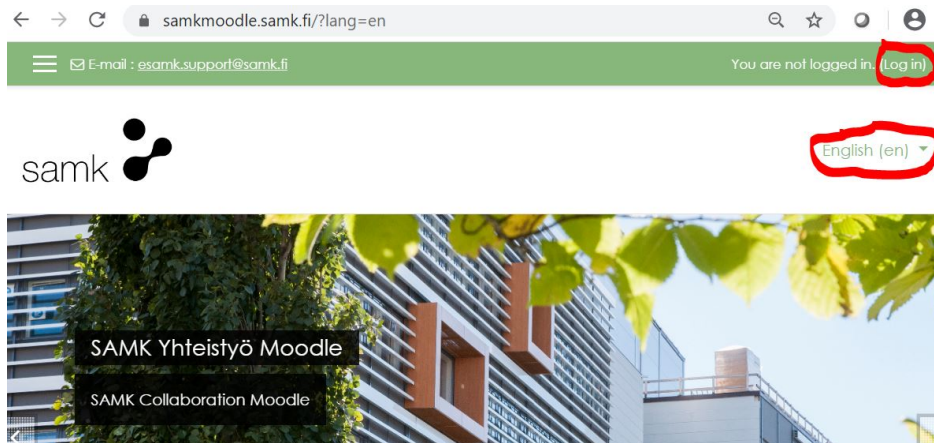 samkmoodle.samk.fi/?lang=en
E-mail : esamk.support@samk.fi
You are not logged in. (Log in)
samk
English (en)
SAMK Yhteistyö Moodle
SAMK Collaboration Moodle